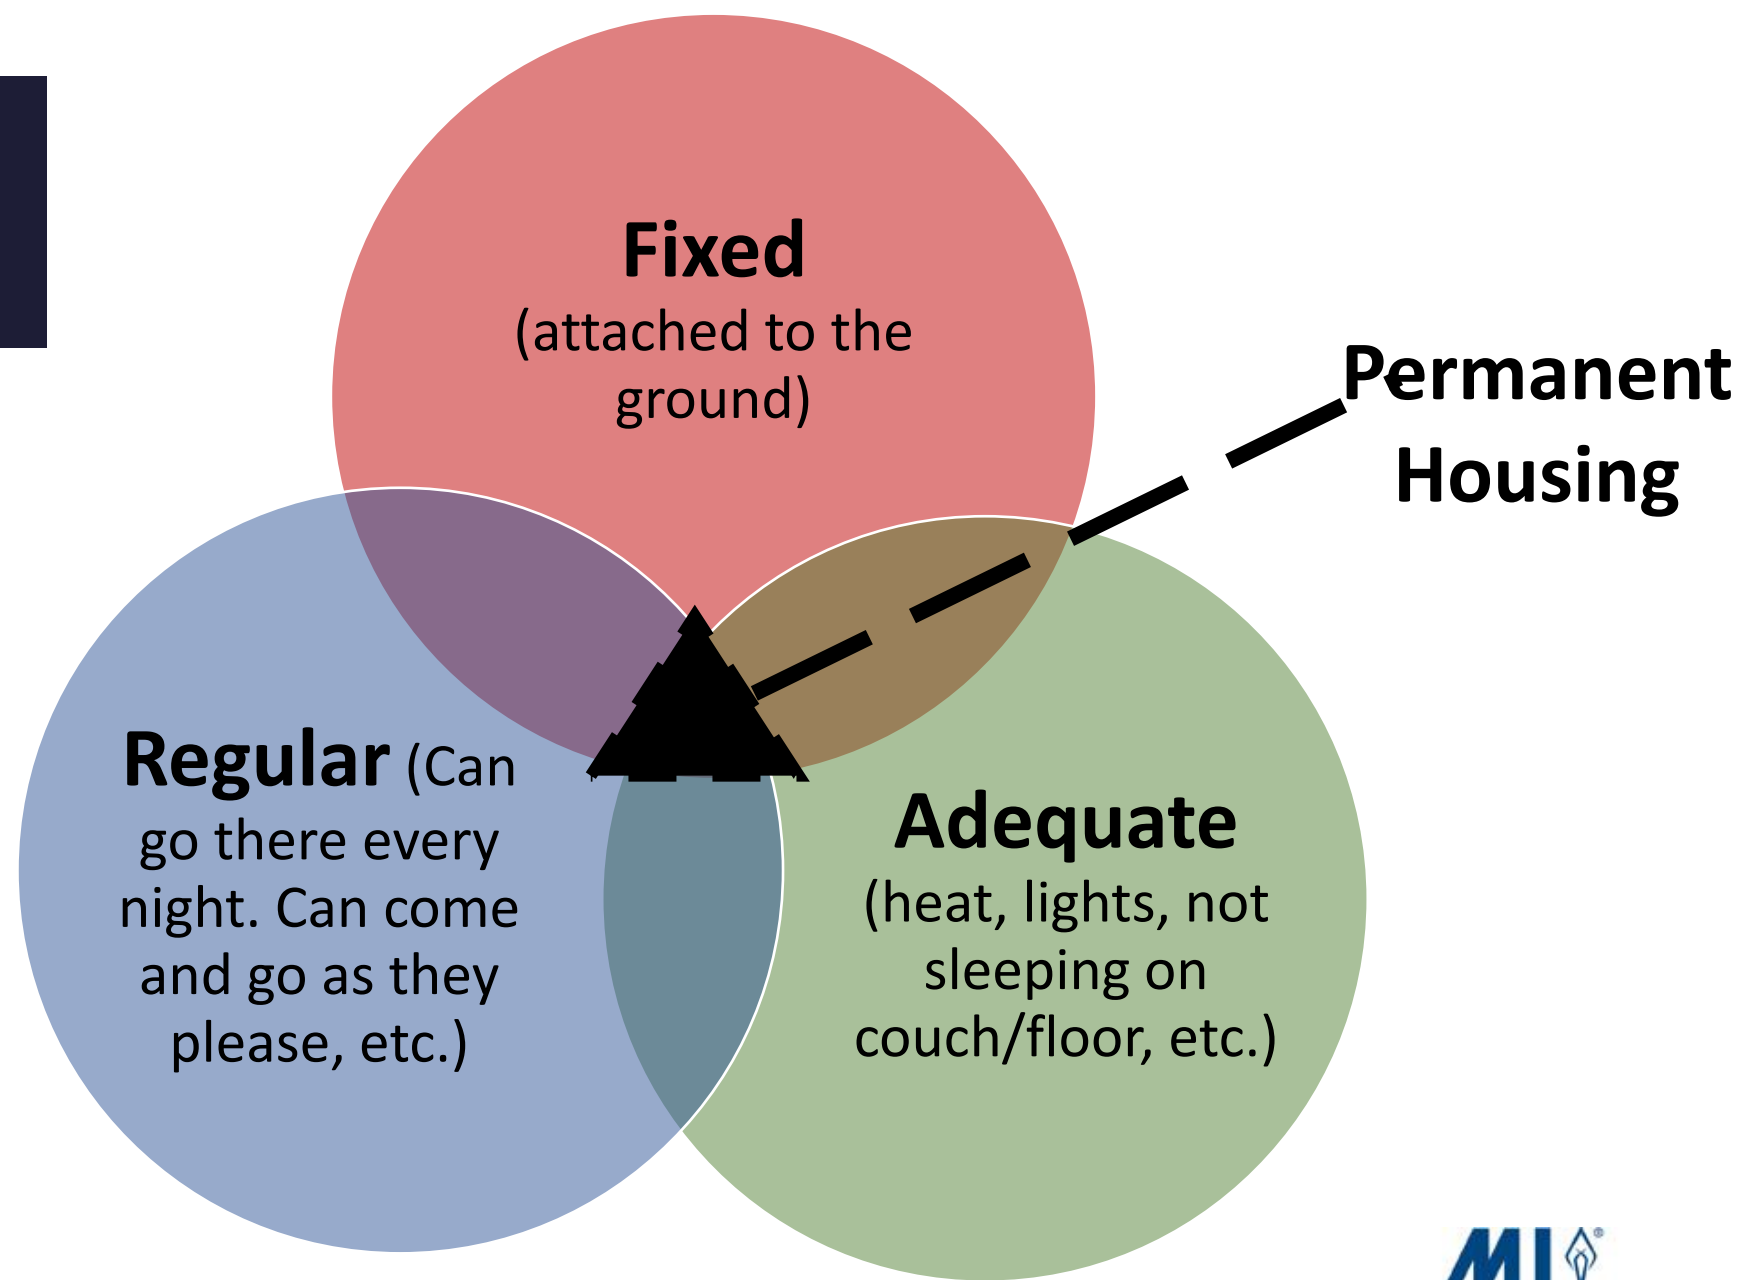 Fixed
(attached to the
ground)
Permanent
Housing
Regular (Can
go there every
night. Can come
and go as they
please, etc.)
Adequate
(heat, lights, not
sleeping on
couch/floor, etc.)
MI®